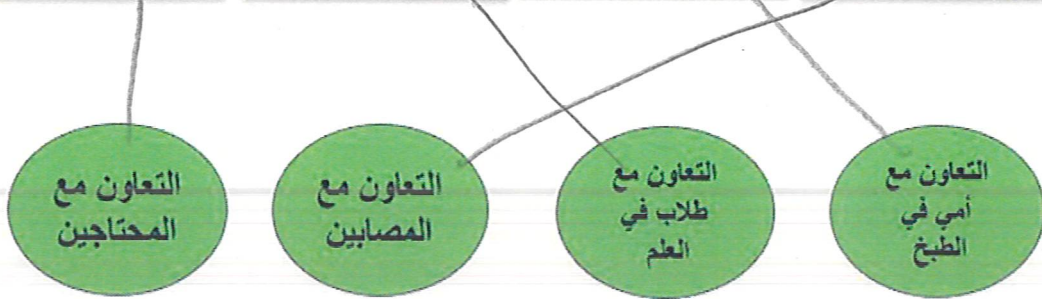 التعاون مع
أمي في
الطبخ
التعاون مع
طلاب في
العلم
التعاون مع
المصابين
التعاون مع
المحتاجين